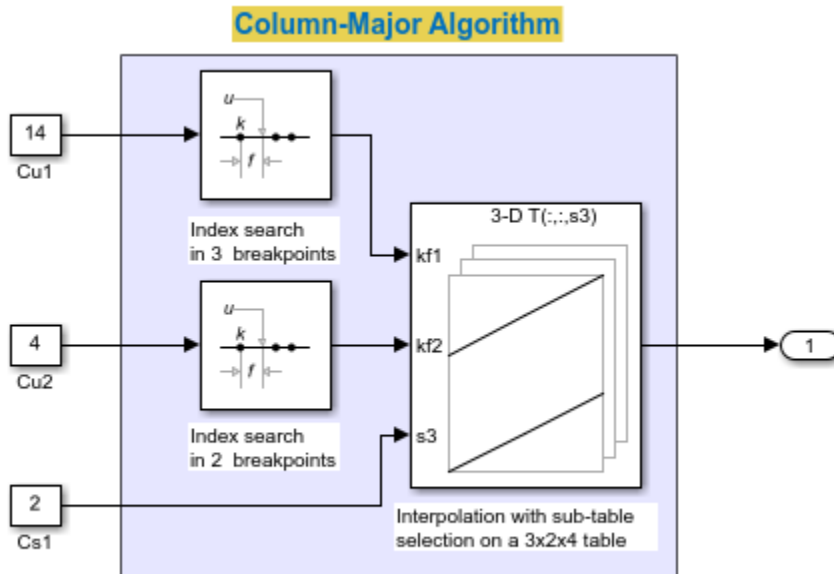 Column-Major Algorithm
14
Cu1
u
k
f
Index search
in 3 breakpoints
4
Cu2
u
k
f
Index search
in 2 breakpoints
2
Cs1
3-D T(:,:,s3)
kf1
kf2
s3
Interpolation with sub-table
selection on a 3x2x4 table
1